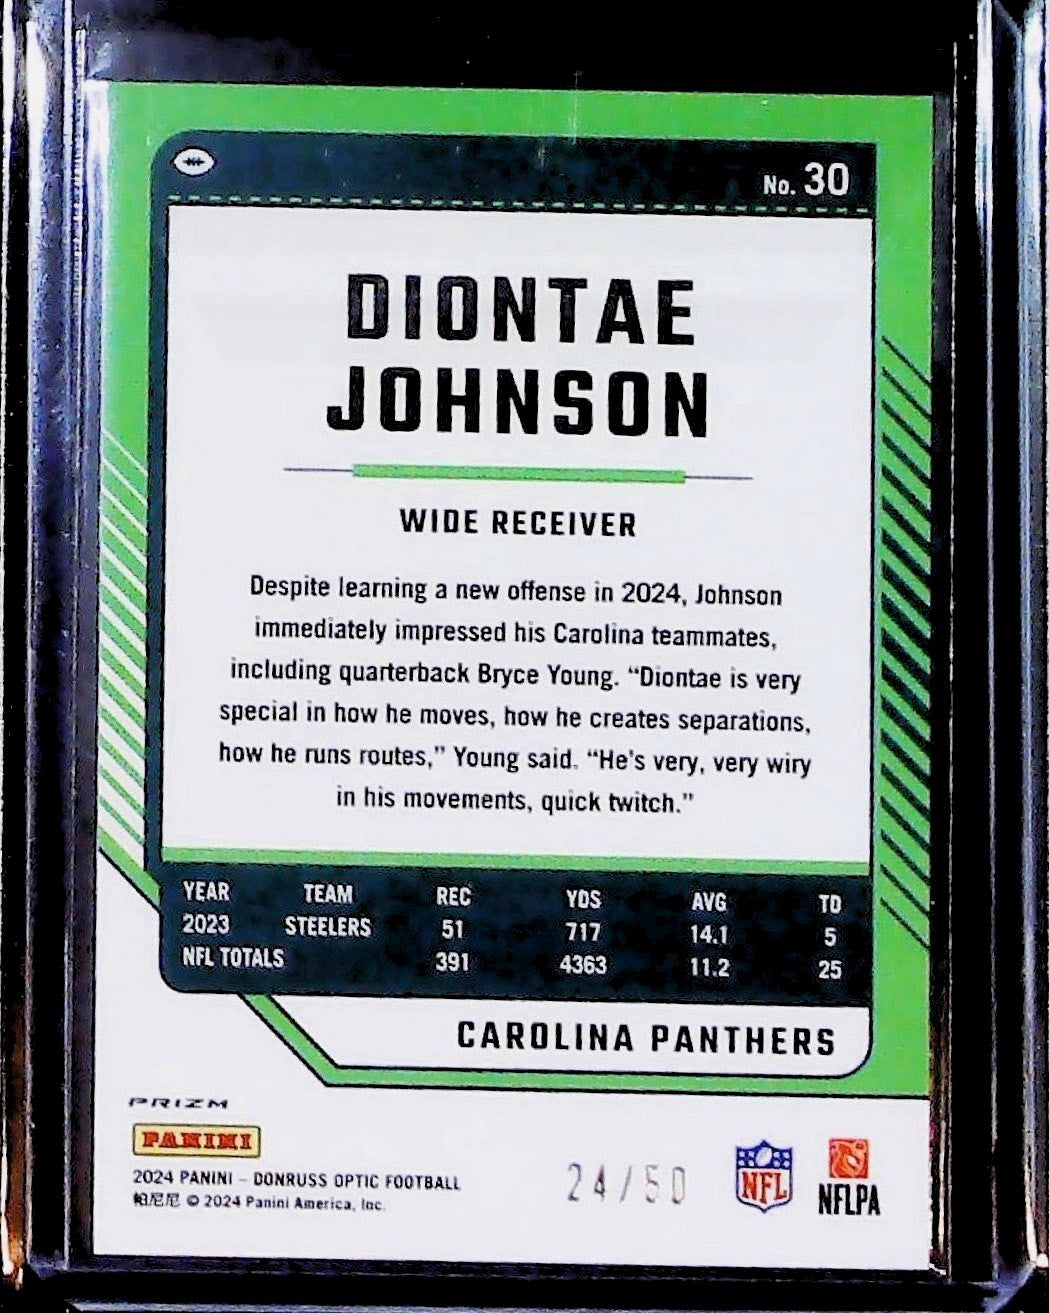 No. 30
DIONTAE
JOHNSON
WIDE RECEIVER
Despite learning a new offense in 2024, Johnson
immediately impressed his Carolina teammates,
including quarterback Bryce Young. “Diontae is very
special in how he moves, how he creates separations,
how he runs routes,” Young said. “He's very, very wiry
in his movements, quick twitch.”
YEAR TEAM REC YDS AVG TD
2023 STEELERS 51 717 14.1 5
NFL TOTALS 391 4363 11.2 25
CAROLINA PANTHERS
PRIZM
PANINI
2024 PANINI – DONRUSS OPTIC FOOTBALL
帕尼尼 © 2024 Panini America, Inc.
24/50
NFL
NFLPA